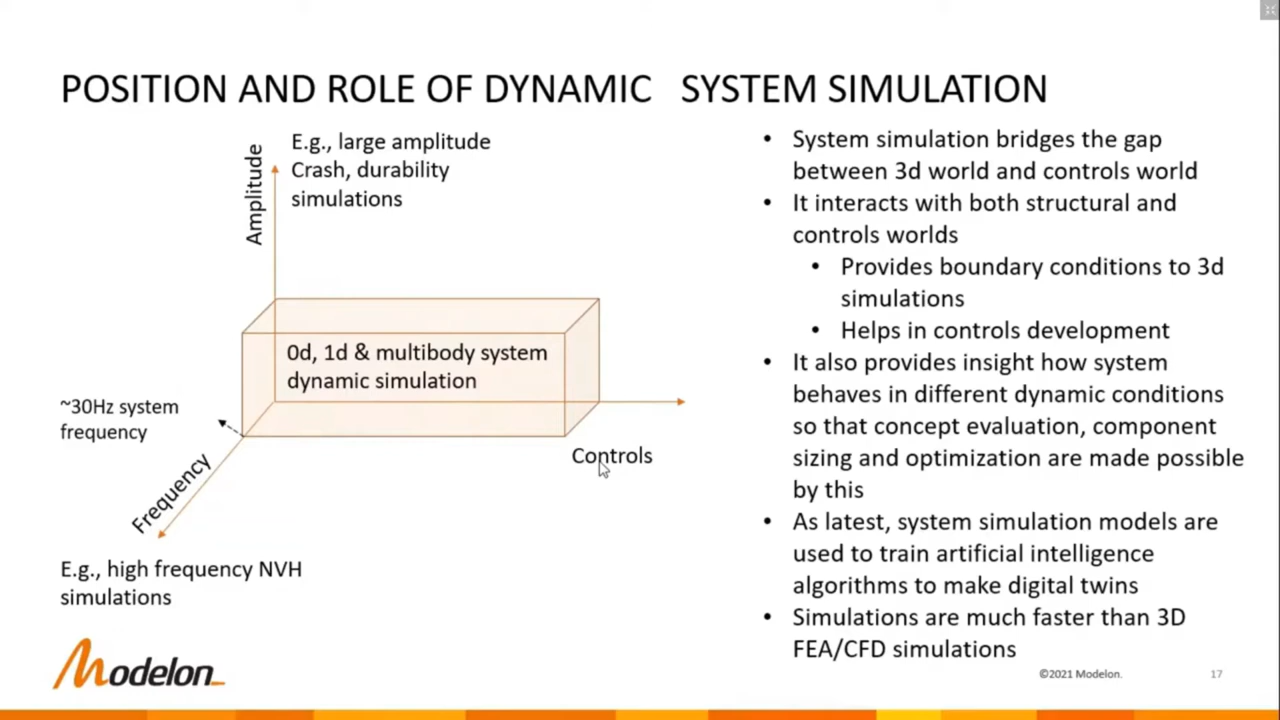 POSITION AND ROLE OF DYNAMIC SYSTEM SIMULATION
Amplitude
E.g., large amplitude
Crash, durability
simulations
0d, 1d & multibody system
dynamic simulation
~30Hz system
frequency
Frequency
Controls
E.g., high frequency NVH
simulations
• System simulation bridges the gap
between 3d world and controls world
• It interacts with both structural and
controls worlds
• Provides boundary conditions to 3d
simulations
• Helps in controls development
• It also provides insight how system
behaves in different dynamic conditions
so that concept evaluation, component
sizing and optimization are made possible
by this
• As latest, system simulation models are
used to train artificial intelligence
algorithms to make digital twins
• Simulations are much faster than 3D
FEA/CFD simulations
Modelon
©2021 Modelon.
17